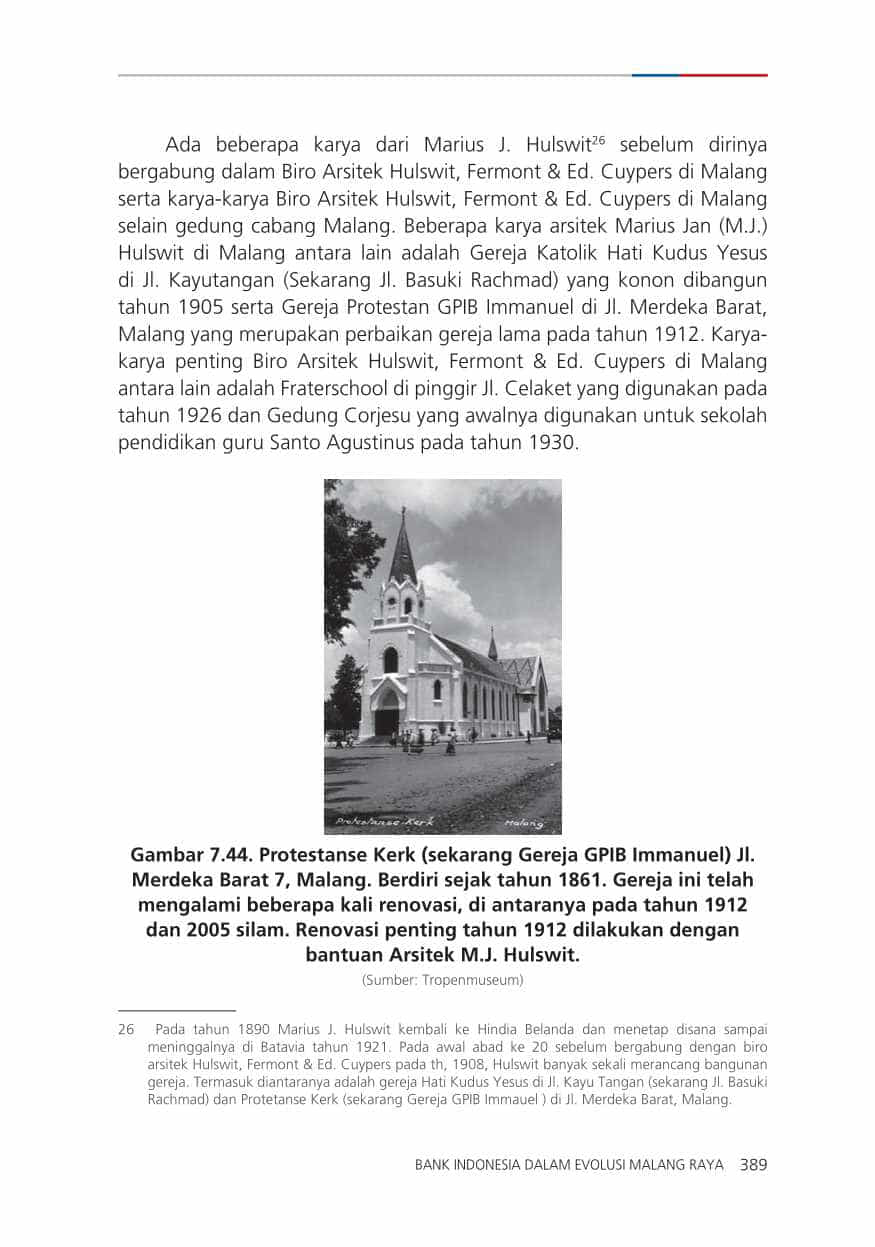 Ada beberapa karya dari Marius J. Hulswit26 sebelum dirinya
bergabung dalam Biro Arsitek Hulswit, Fermont & Ed. Cuypers di Malang
serta karya-karya Biro Arsitek Hulswit, Fermont & Ed. Cuypers di Malang
selain gedung cabang Malang. Beberapa karya arsitek Marius Jan (M.J.)
Hulswit di Malang antara lain adalah Gereja Katolik Hati Kudus Yesus
di Jl. Kayutangan (Sekarang Jl. Basuki Rachmad) yang konon dibangun
tahun 1905 serta Gereja Protestan GPIB Immanuel di Jl. Merdeka Barat,
Malang yang merupakan perbaikan gereja lama pada tahun 1912. Karya-
karya penting Biro Arsitek Hulswit, Fermont & Ed. Cuypers di Malang
antara lain adalah Fraterschool di pinggir Jl. Celaket yang digunakan pada
tahun 1926 dan Gedung Corjesu yang awalnya digunakan untuk sekolah
pendidikan guru Santo Agustinus pada tahun 1930.
Protestanse Kerk Malang
Gambar 7.44. Protestanse Kerk (sekarang Gereja GPIB Immanuel) Jl.
Merdeka Barat 7, Malang. Berdiri sejak tahun 1861. Gereja ini telah
mengalami beberapa kali renovasi, di antaranya pada tahun 1912
dan 2005 silam. Renovasi penting tahun 1912 dilakukan dengan
bantuan Arsitek M.J. Hulswit.
(Sumber: Tropenmuseum)
26 Pada tahun 1890 Marius J. Hulswit kembali ke Hindia Belanda dan menetap disana sampai
meninggalnya di Batavia tahun 1921. Pada awal abad ke 20 sebelum bergabung dengan biro
arsitek Hulswit, Fermont & Ed. Cuypers pada th, 1908, Hulswit banyak sekali merancang bangunan
gereja. Termasuk diantaranya adalah gereja Hati Kudus Yesus di Jl. Kayu Tangan (sekarang Jl. Basuki
Rachmad) dan Protetanse Kerk (sekarang Gereja GPIB Immauel ) di Jl. Merdeka Barat, Malang.
BANK INDONESIA DALAM EVOLUSI MALANG RAYA 389